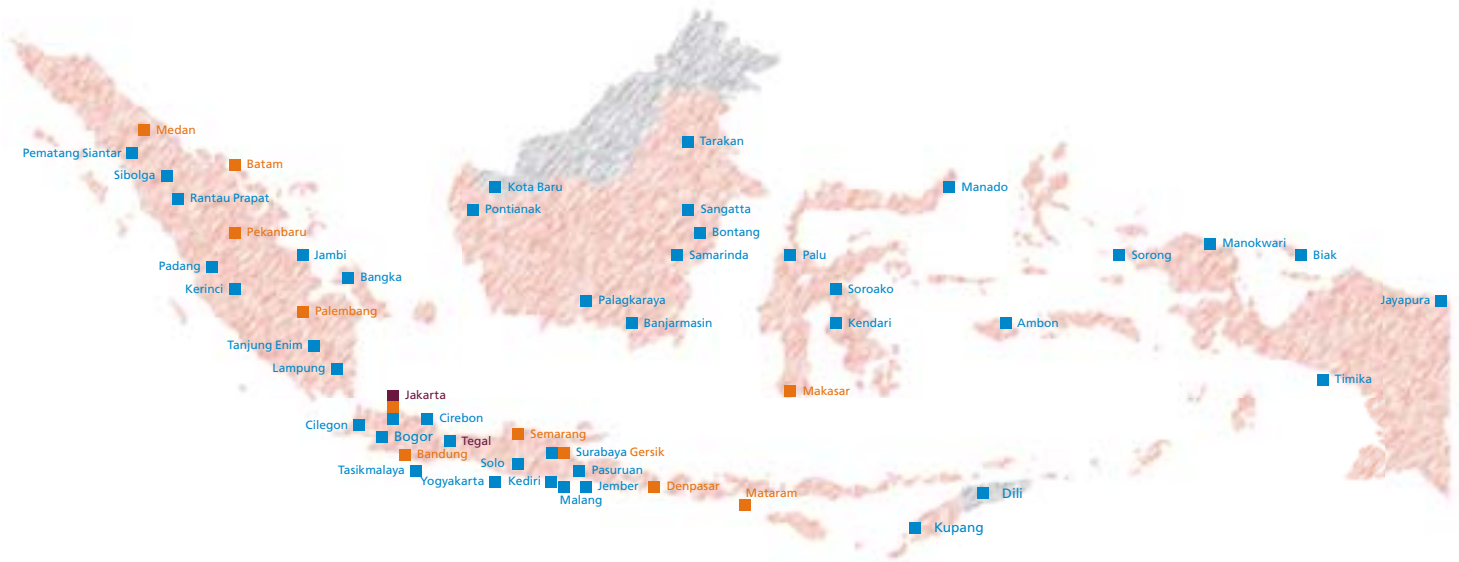 Medan
Pematang Siantar
Batam
Sibolga
Rantau Prapat
Pekanbaru
Jambi
Padang
Bangka
Kerinci
Palembang
Tanjung Enim
Lampung
Tarakan
Kota Baru
Pontianak
Sangatta
Bontang
Samarinda
Palagkaraya
Banjarmasin
Manado
Palu
Soroako
Kendari
Makasar
Ambon
Sorong
Manokwari
Biak
Jayapura
Timika
Jakarta
Cilegon
Cirebon
Bogor
Tegal
Bandung
Tasikmalaya
Semarang
Surabaya Gersik
Solo
Pasuruan
Yogyakarta
Kediri
Jember
Malang
Denpasar
Mataram
Dili
Kupang